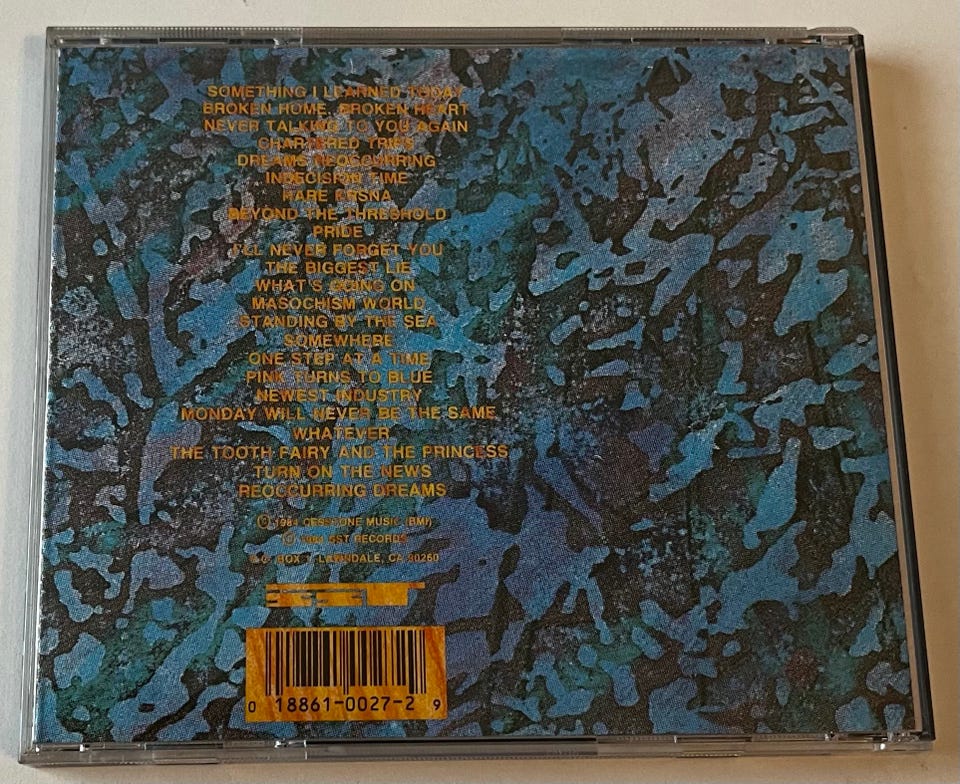 SOMETHING I LEARNED TODAY
BROKEN HOME, BROKEN HEART
NEVER TALKING TO YOU AGAIN
CHARTERED TRIPS
DREAMS REOCCURRING
INDECISION TIME
HARE KRSNA
BEYOND THE THRESHOLD
PRIDE
I'LL NEVER FORGET YOU
THE BIGGEST LIE
WHAT'S GOING ON
MASOCHISM WORLD
STANDING BY THE SEA
SOMEWHERE
ONE STEP AT A TIME
PINK TURNS TO BLUE
NEWEST INDUSTRY
MONDAY WILL NEVER BE THE SAME
WHATEVER
THE TOOTH FAIRY AND THE PRINCESS
TURN ON THE NEWS
REOCCURRING DREAMS
© 1984 CESSTONE MUSIC (BMI)
1984 SST RECORDS
P.O. BOX 1 LAWNDALE, CA 90260
SST
0 18861-0027-2 9